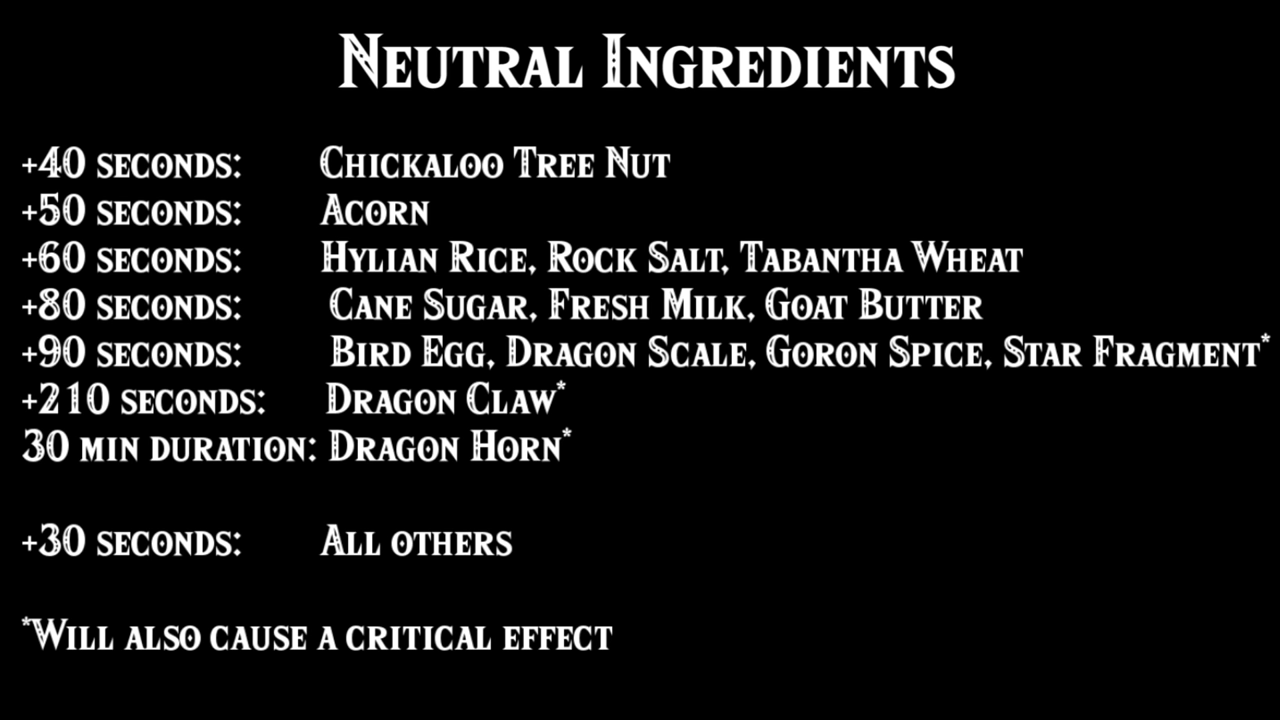 Neutral Ingredients
+40 seconds: Chickaloo Tree Nut
+50 seconds: Acorn
+60 seconds: Hylian Rice, Rock Salt, Tabantha Wheat
+80 seconds: Cane Sugar, Fresh Milk, Goat Butter
+90 seconds: Bird Egg, Dragon Scale, Goron Spice, Star Fragment*
+210 seconds: Dragon Claw*
30 min duration: Dragon Horn*
+30 seconds: All others
*Will also cause a critical effect